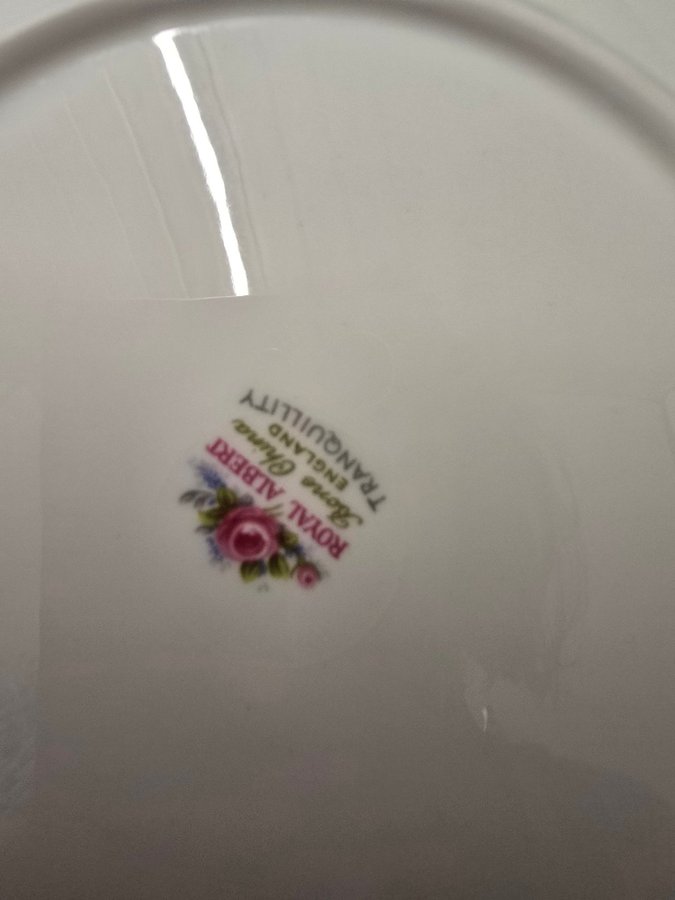 ROYAL ALBERT
Bone China
ENGLAND
TRANQUILLITY